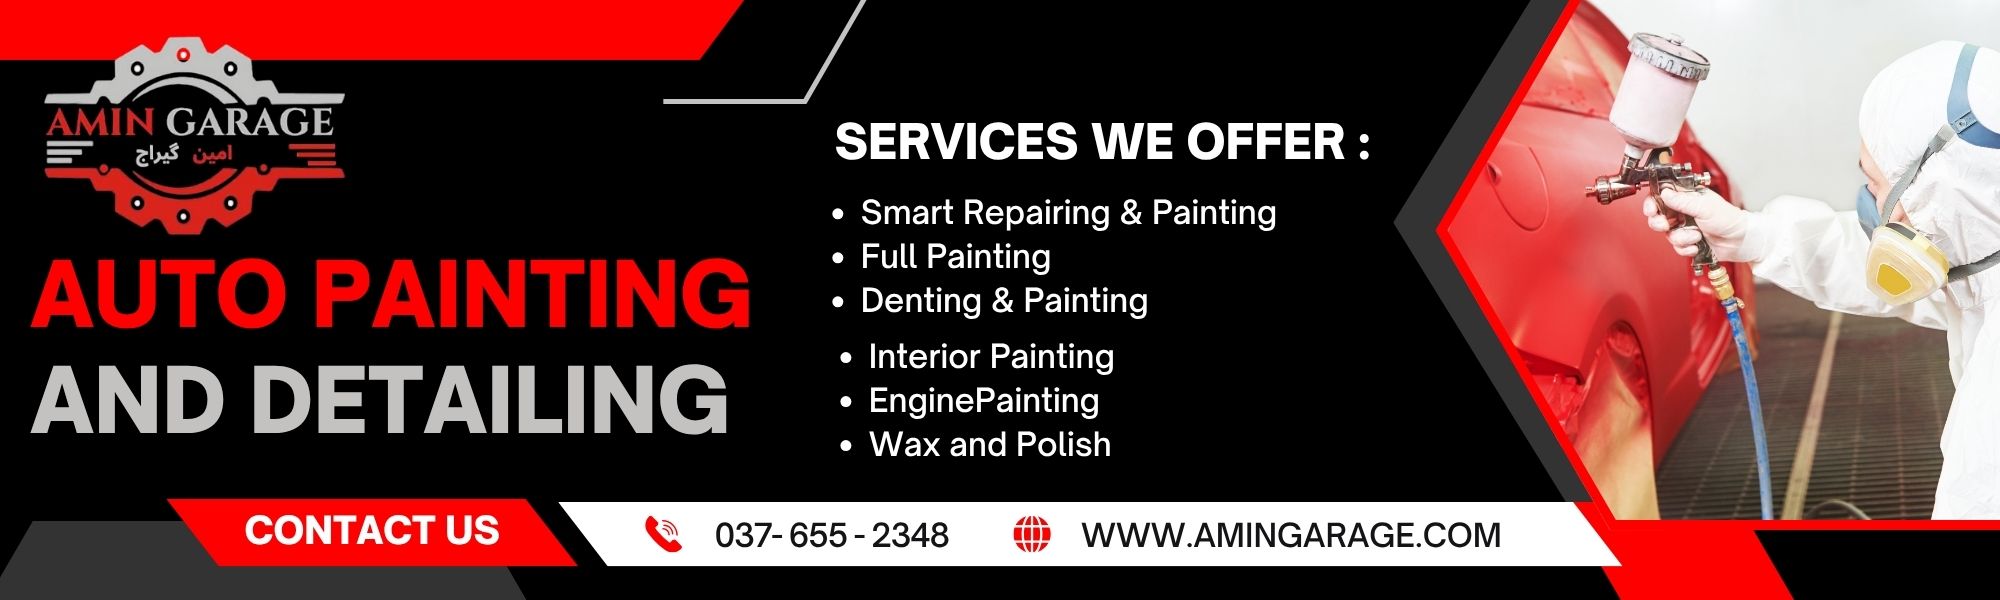 AMIN GARAGE
امین گیراج
AUTO PAINTING
AND DETAILING
SERVICES WE OFFER :
• Smart Repairing & Painting
• Full Painting
• Denting & Painting
• Interior Painting
• EnginePainting
• Wax and Polish
CONTACT US
037- 655 - 2348
WWW.AMINGARAGE.COM